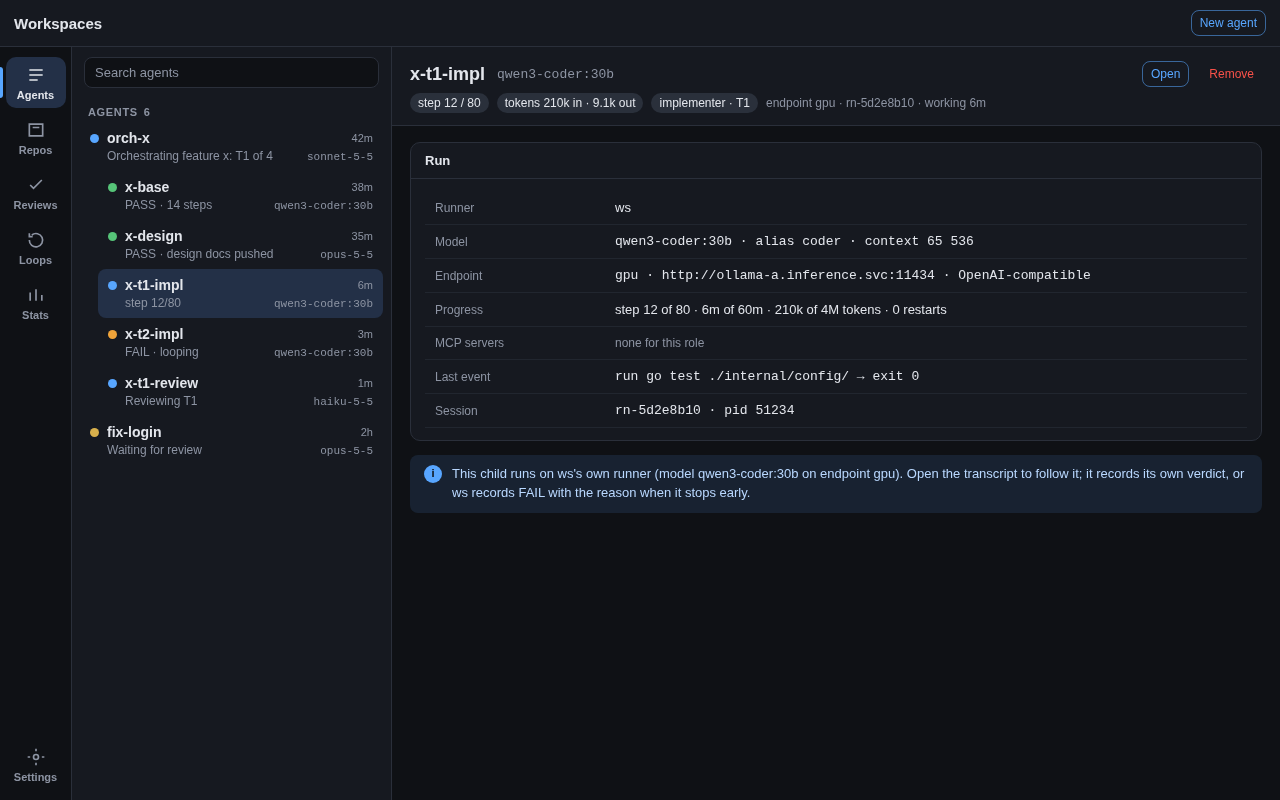 Workspaces
New agent
Agents
Repos
Reviews
Loops
Stats
Settings
Search agents
AGENTS 6
orch-x 42m
Orchestrating feature x: T1 of 4 sonnet-5-5
x-base 38m
PASS · 14 steps qwen3-coder:30b
x-design 35m
PASS · design docs pushed opus-5-5
x-t1-impl 6m
step 12/80 qwen3-coder:30b
x-t2-impl 3m
FAIL · looping qwen3-coder:30b
x-t1-review 1m
Reviewing T1 haiku-5-5
fix-login 2h
Waiting for review opus-5-5
x-t1-impl qwen3-coder:30b
Open Remove
step 12 / 80 tokens 210k in · 9.1k out implementer · T1 endpoint gpu · rn-5d2e8b10 · working 6m
Run
Runner ws
Model qwen3-coder:30b · alias coder · context 65 536
Endpoint gpu · http://ollama-a.inference.svc:11434 · OpenAI-compatible
Progress step 12 of 80 · 6m of 60m · 210k of 4M tokens · 0 restarts
MCP servers none for this role
Last event run go test ./internal/config/ → exit 0
Session rn-5d2e8b10 · pid 51234
i This child runs on ws's own runner (model qwen3-coder:30b on endpoint gpu). Open the transcript to follow it; it records its own verdict, or
ws records FAIL with the reason when it stops early.